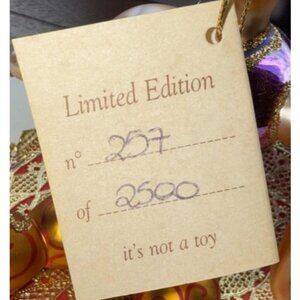 Limited Edition
n° 257
of 2500
it's not a toy